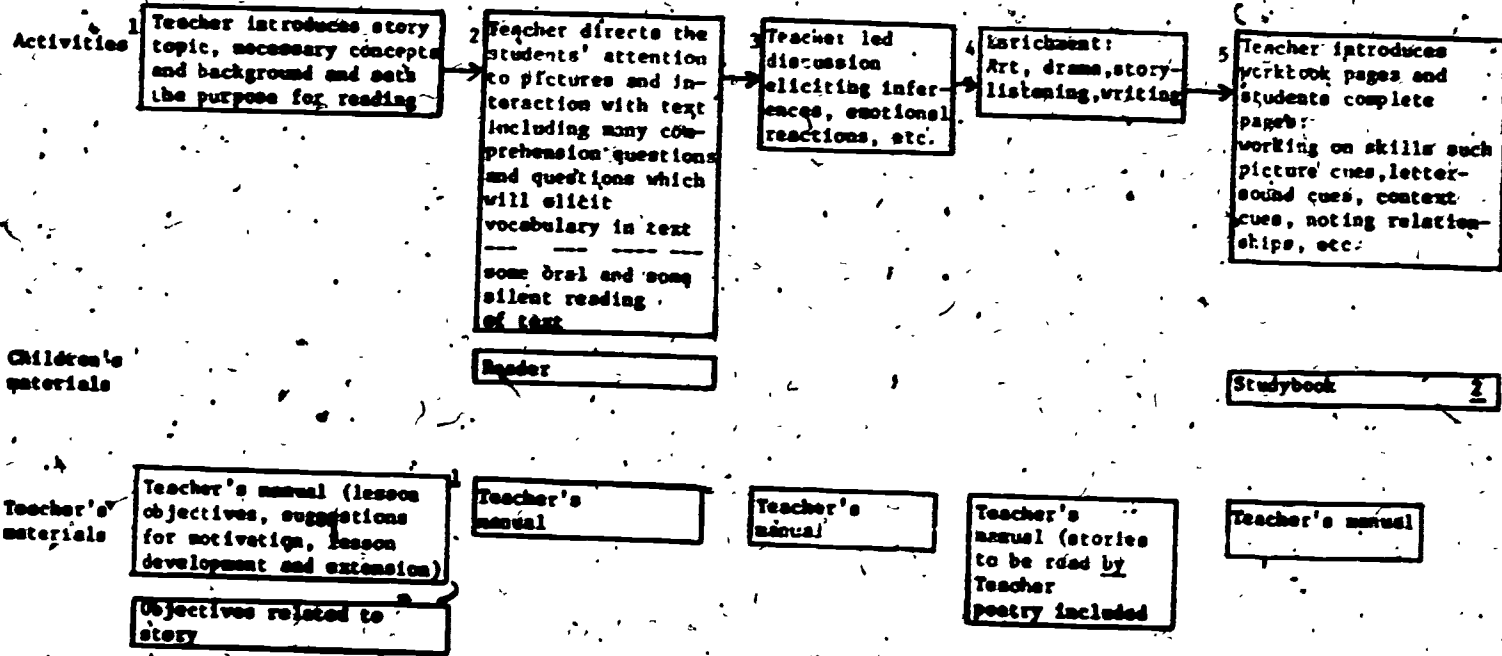 Activities
1 Teacher introduces story
topic, necessary concepts
and background and sets
the purpose for reading
2 Teacher directs the
students' attention
to pictures and in-
teraction with text
including many com-
prehension questions
and questions which
will elicit
vocabulary in text
--- --- ---- ---
some oral and some
silent reading
of text
3 Teacher led
discussion
eliciting infer-
ences, emotional
reactions, etc.
4 Enrichment:
Art, drama, story-
listening, writing
5 Teacher introduces
workbook pages and
students complete
pages:
working on skills such
picture cues, letter-
sound cues, context
cues, noting relation-
ships, etc.
Children's
materials
Reader
Studybook 2
Teacher's
materials
Teacher's manual (lesson
objectives, suggestions
for motivation, lesson
development and extension)
1
Objectives related to
story
Teacher's
manual
Teacher's
manual
Teacher's
manual (stories
to be read by
Teacher
poetry included
Teacher's manual